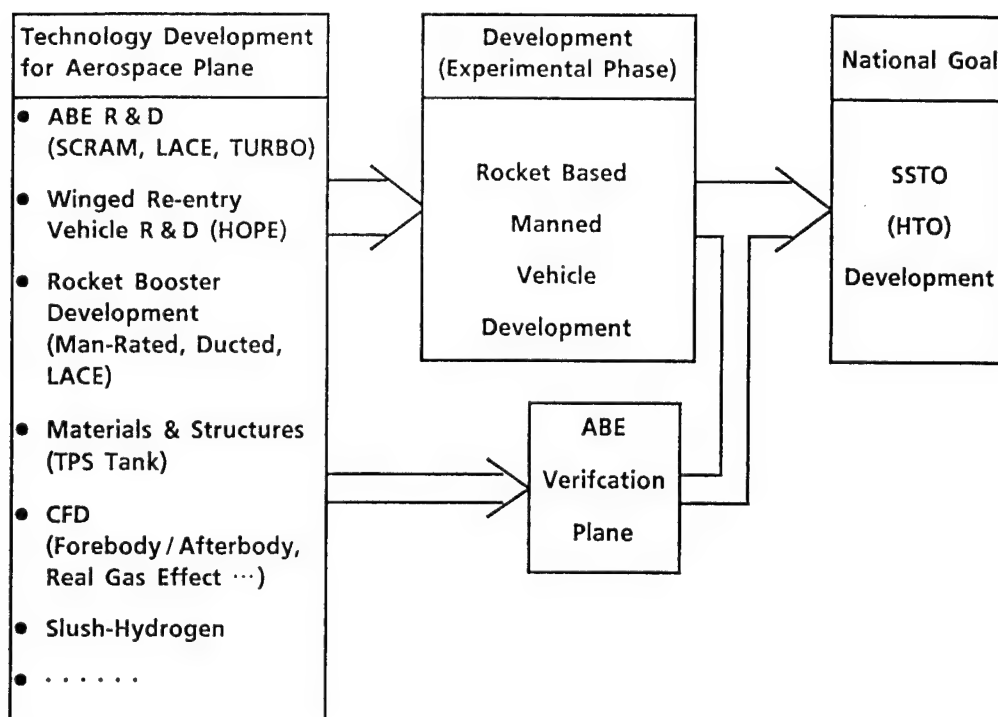 Technology Development
for Aerospace Plane
● ABE R & D
(SCRAM, LACE, TURBO)
● Winged Re-entry
Vehicle R & D (HOPE)
● Rocket Booster
Development
(Man-Rated, Ducted,
LACE)
● Materials & Structures
(TPS Tank)
● CFD
(Forebody / Afterbody,
Real Gas Effect ···)
● Slush-Hydrogen
● · · · · · ·
Development
(Experimental Phase)
Rocket Based
Manned
Vehicle
Development
ABE
Verifcation
Plane
National Goal
SSTO
(HTO)
Development